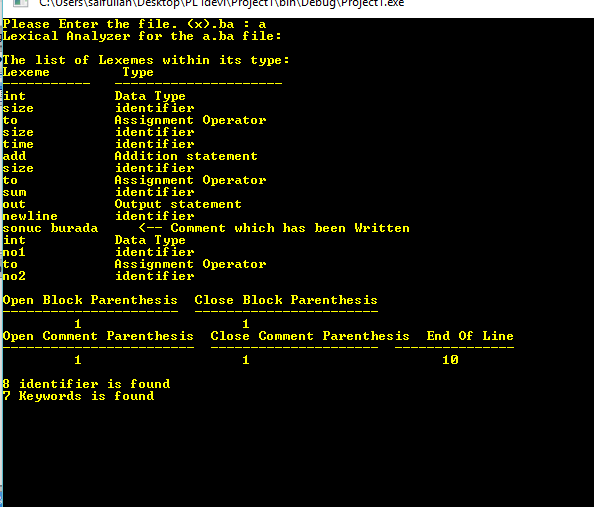 C:\Users\saifullah\Desktop\PL Idevi\Project1\bin\Debug\Project1.exe
Please Enter the file. (x).ba : a
Lexical Analyzer for the a.ba file:
The list of Lexemes within its type:
Lexeme Type
----------- ---------------------
int Data Type
size identifier
to Assignment Operator
size identifier
time identifier
add Addition statement
size identifier
to Assignment Operator
sum identifier
out Output statement
newline identifier
sonuc burada <-- Comment which has been Written
int Data Type
no1 identifier
to Assignment Operator
no2 identifier
Open Block Parenthesis Close Block Parenthesis
---------------------- -----------------------
1 1
Open Comment Parenthesis Close Comment Parenthesis End Of Line
------------------------ --------------------- ---------------
1 1 10
8 identifier is found
7 Keywords is found